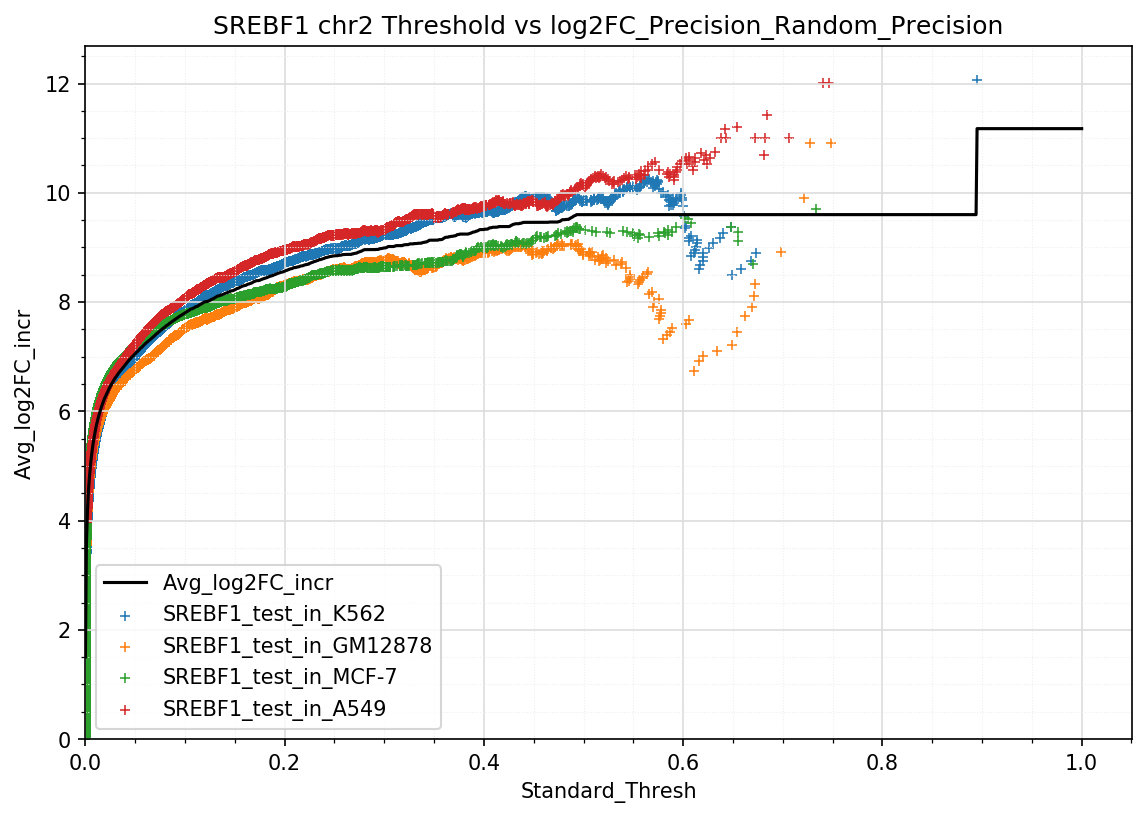 SREBF1 chr2 Threshold vs log2FC_Precision_Random_Precision
12
10
8
6
4
2
0
Avg_log2FC_incr
Avg_log2FC_incr
SREBF1_test_in_K562
SREBF1_test_in_GM12878
SREBF1_test_in_MCF-7
SREBF1_test_in_A549
0.0 0.2 0.4 0.6 0.8 1.0
Standard_Thresh